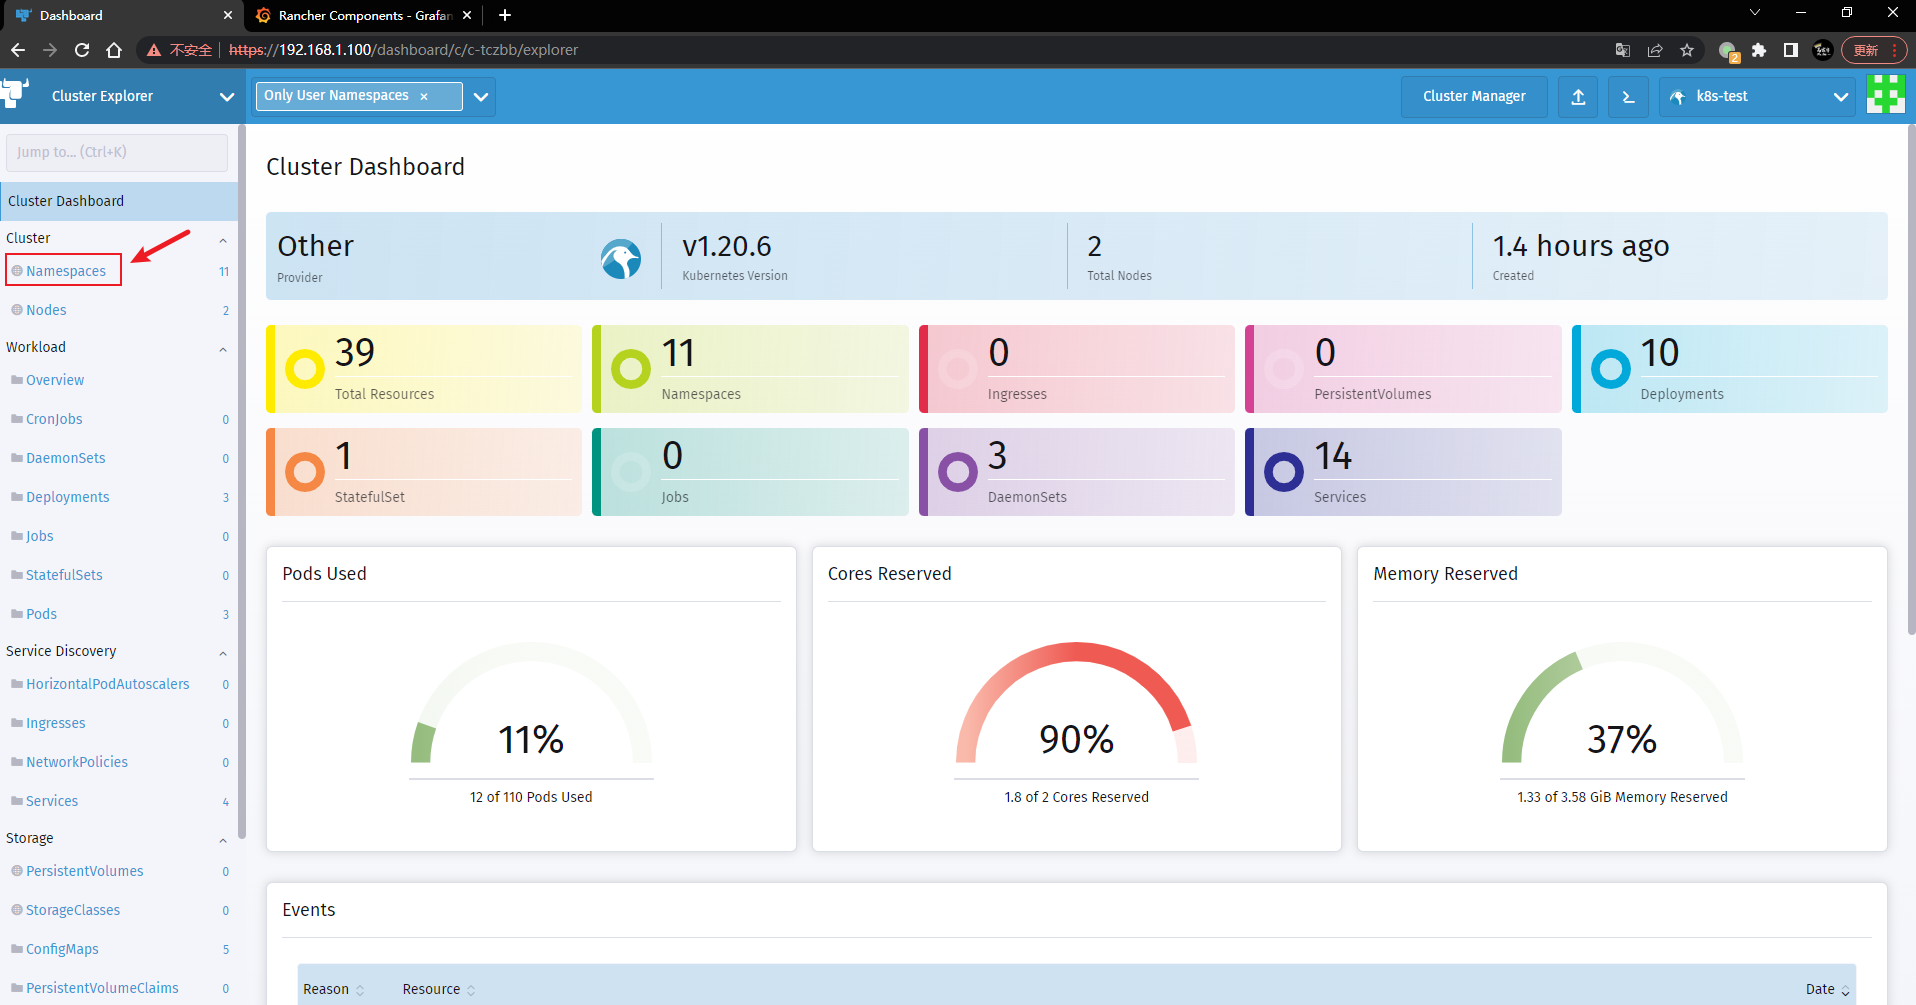 Dashboard
Rancher Components - Grafan
不安全 https://192.168.1.100/dashboard/c/c-tczbb/explorer
2
更新
Cluster Explorer
Only User Namespaces ×
Cluster Manager
k8s-test
Jump to... (Ctrl+K)
Cluster Dashboard
Cluster
Namespaces 11
Nodes 2
Workload
Overview
CronJobs 0
DaemonSets 0
Deployments 3
Jobs 0
StatefulSets 0
Pods 3
Service Discovery
HorizontalPodAutoscalers 0
Ingresses 0
NetworkPolicies 0
Services 4
Storage
PersistentVolumes 0
StorageClasses 0
ConfigMaps 5
PersistentVolumeClaims 0
Cluster Dashboard
Other
Provider
v1.20.6
Kubernetes Version
2
Total Nodes
1.4 hours ago
Created
39
Total Resources
11
Namespaces
0
Ingresses
0
PersistentVolumes
10
Deployments
1
StatefulSet
0
Jobs
3
DaemonSets
14
Services
Pods Used
11%
12 of 110 Pods Used
Cores Reserved
90%
1.8 of 2 Cores Reserved
Memory Reserved
37%
1.33 of 3.58 GiB Memory Reserved
Events
Reason Resource Date